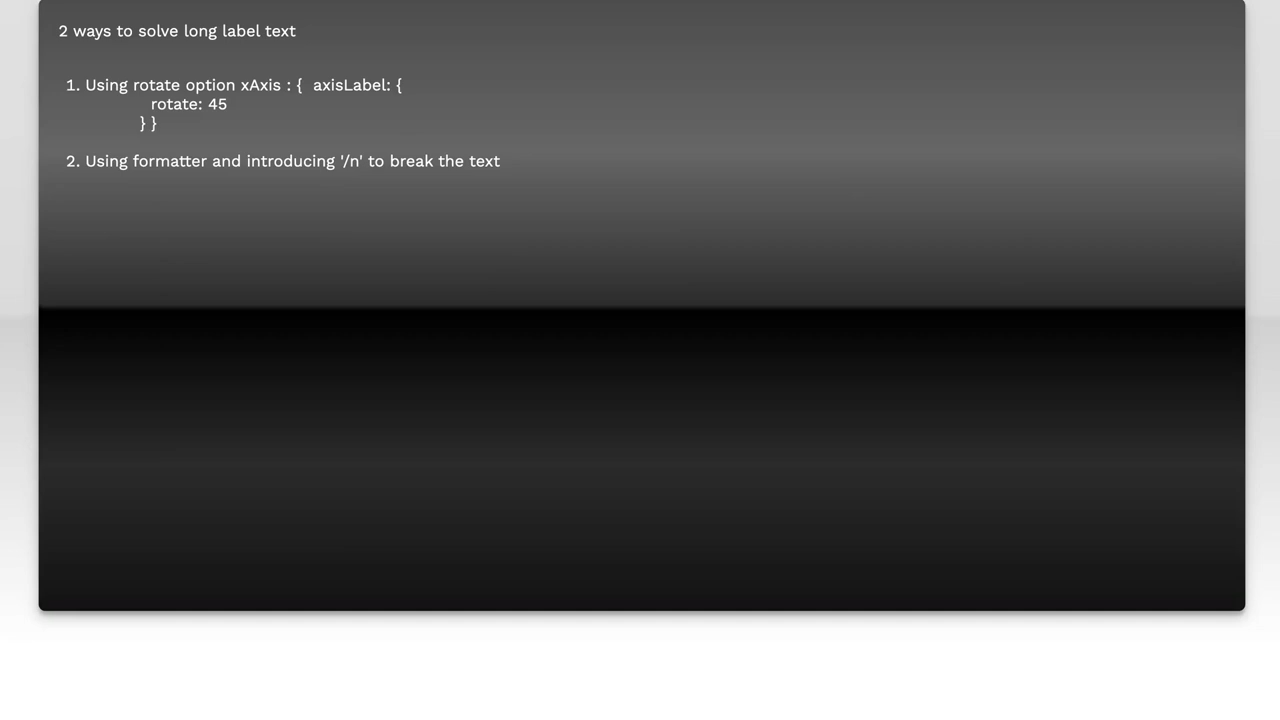 2 ways to solve long label text
1. Using rotate option xAxis : {  axisLabel: {
rotate: 45
} }
2. Using formatter and introducing '/n' to break the text